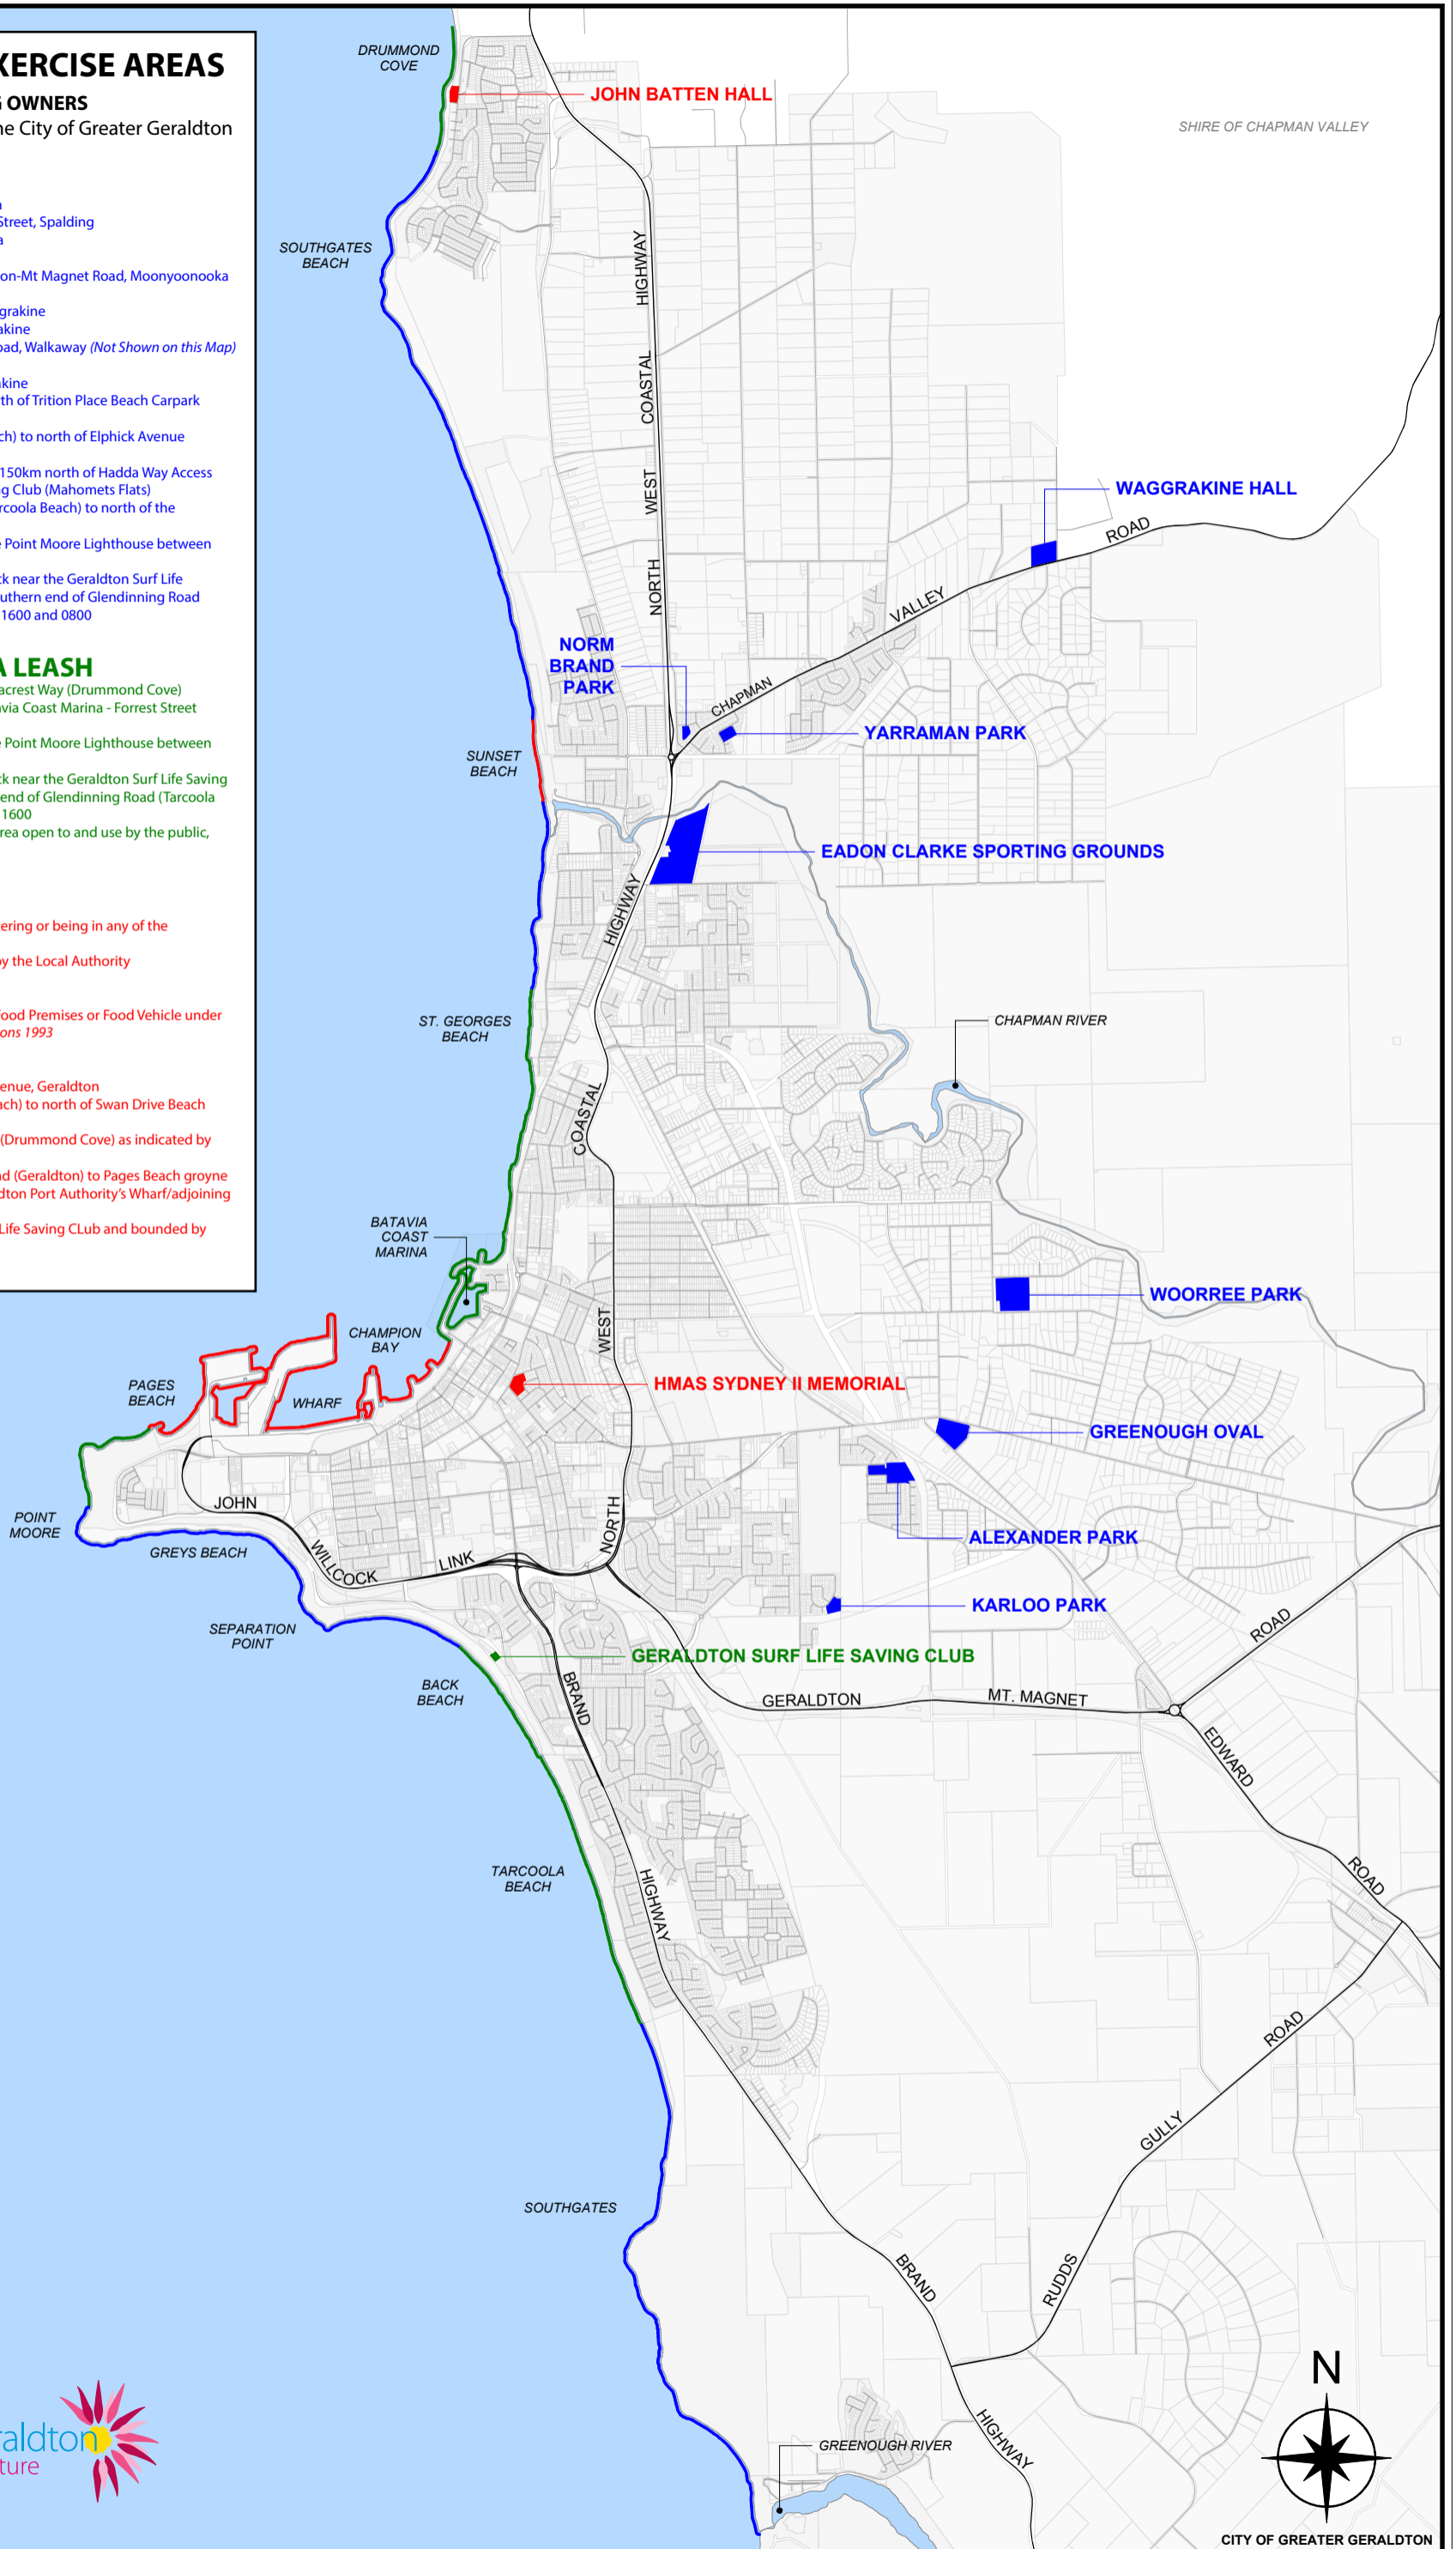 XERCISE AREAS
G OWNERS
he City of Greater Geraldton
Street, Spalding
on-Mt Magnet Road, Moonyoonooka
grakine
akine
oad, Walkaway (Not Shown on this Map)
kine
th of Trition Place Beach Carpark
ch) to north of Elphick Avenue
150km north of Hadda Way Access
g Club (Mahomets Flats)
rcoola Beach) to north of the
e Point Moore Lighthouse between
ck near the Geraldton Surf Life
uthern end of Glendinning Road
1600 and 0800
A LEASH
acrest Way (Drummond Cove)
avia Coast Marina - Forrest Street
e Point Moore Lighthouse between
ck near the Geraldton Surf Life Saving
end of Glendinning Road (Tarcoola
1600
rea open to and use by the public,
tering or being in any of the
by the Local Authority
Food Premises or Food Vehicle under
ons 1993
enue, Geraldton
ach) to north of Swan Drive Beach
(Drummond Cove) as indicated by
nd (Geraldton) to Pages Beach groyne
dton Port Authority's Wharf/adjoining
Life Saving CLub and bounded by
DRUMMOND
COVE
JOHN BATTEN HALL
SHIRE OF CHAPMAN VALLEY
SOUTHGATES
BEACH
HIGHWAY
COASTAL
WEST
NORTH
WAGGRAKINE HALL
ROAD
VALLEY
CHAPMAN
NORM
BRAND
PARK
YARRAMAN PARK
SUNSET
BEACH
EADON CLARKE SPORTING GROUNDS
HIGHWAY
ST. GEORGES
BEACH
CHAPMAN RIVER
COASTAL
BATAVIA
COAST
MARINA
WOORREE PARK
CHAMPION
BAY
WEST
PAGES
BEACH
WHARF
HMAS SYDNEY II MEMORIAL
GREENOUGH OVAL
JOHN
NORTH
POINT
MOORE
GREYS BEACH
WILLCOCK
LINK
ALEXANDER PARK
KARLOO PARK
SEPARATION
POINT
ROAD
GERALDTON SURF LIFE SAVING CLUB
BACK
BEACH
BRAND
GERALDTON
MT. MAGNET
EDWARD
TARCOOLA
BEACH
HIGHWAY
ROAD
ROAD
GULLY
SOUTHGATES
BRAND
RUDDS
N
HIGHWAY
raldton
ture
GREENOUGH RIVER
CITY OF GREATER GERALDTON